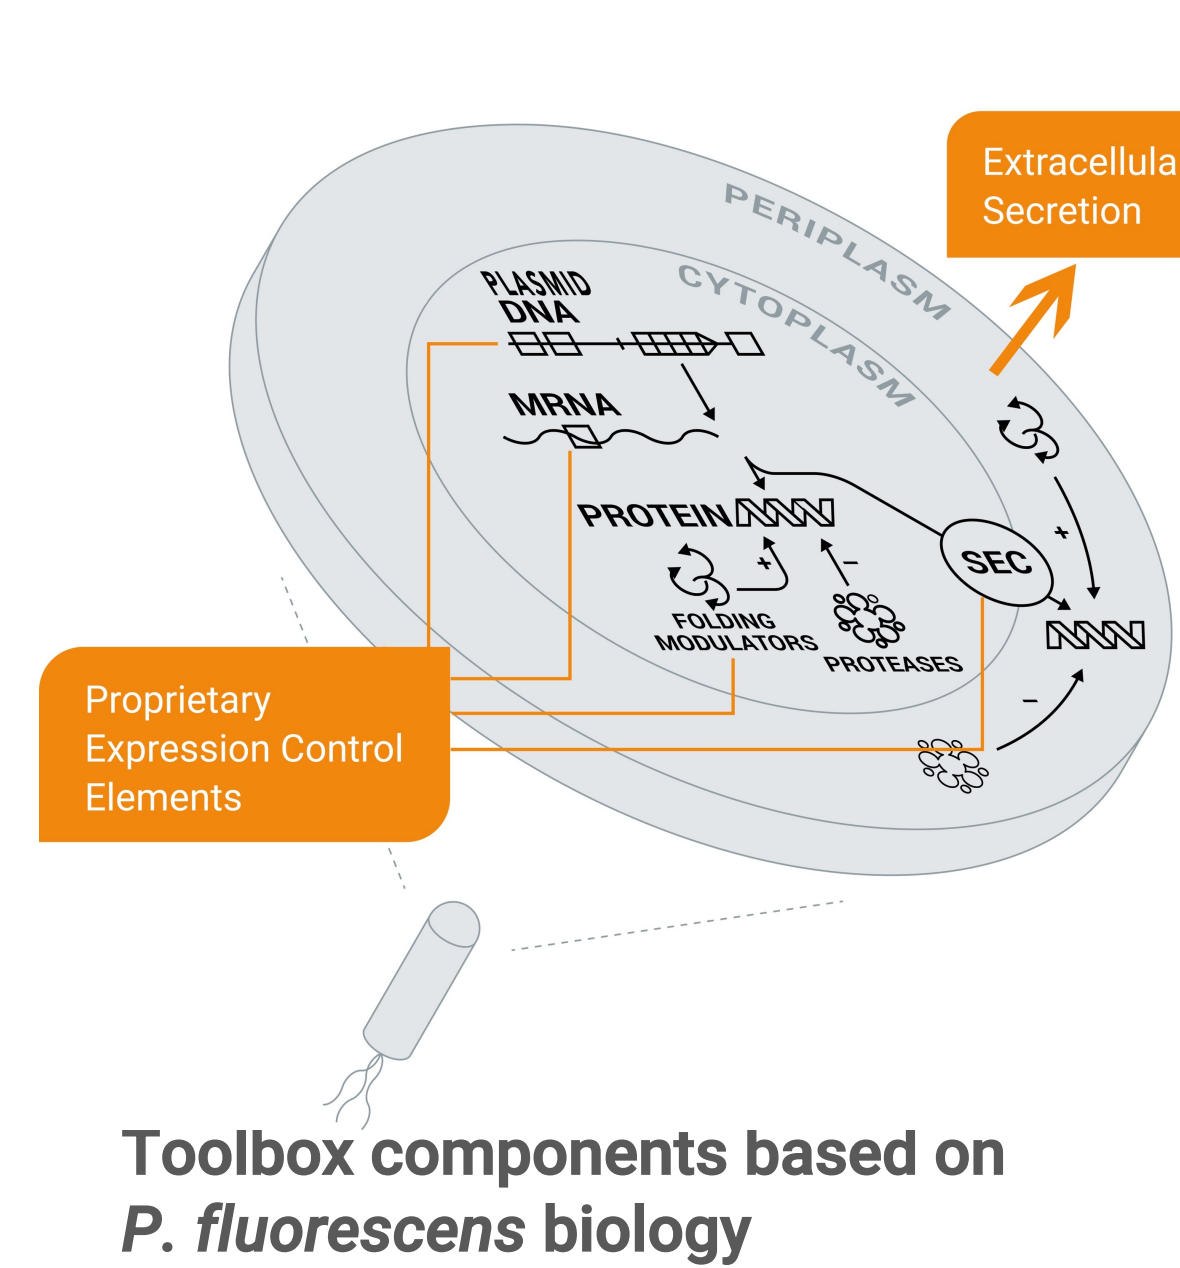 Extracellula
Secretion
PERIPLASM
CYTOPLASM
PLASMID
DNA
MRNA
PROTEIN
SEC
+
−
+
FOLDING
MODULATORS
PROTEASES
−
Proprietary
Expression Control
Elements
Toolbox components based on
P. fluorescens biology